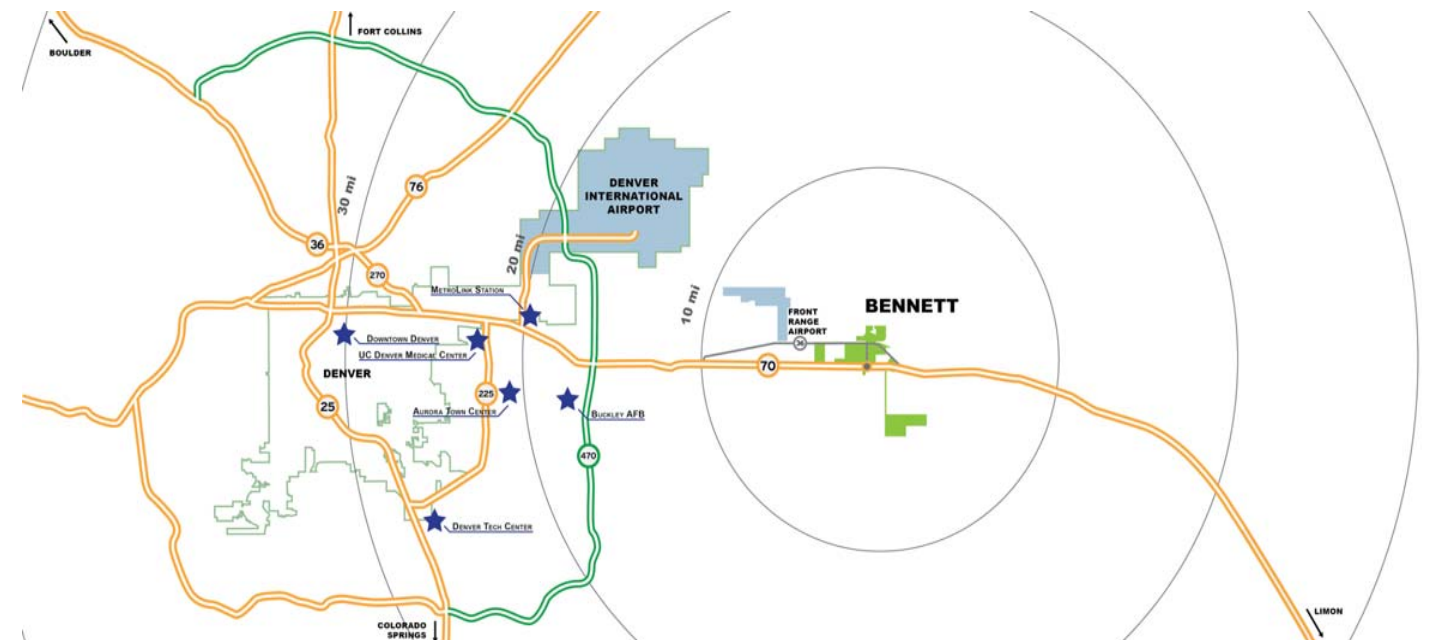 FORT COLLINS
BOULDER
30 mi
76
DENVER
INTERNATIONAL
AIRPORT
36
20 mi
270
METROLINK STATION
10 mi
BENNETT
FRONT
RANGE
AIRPORT
36
DOWNTOWN DENVER
UC DENVER MEDICAL CENTER
DENVER
70
225
25
AURORA TOWN CENTER
BUCKLEY AFB
470
DENVER TECH CENTER
LIMON
COLORADO
SPRINGS